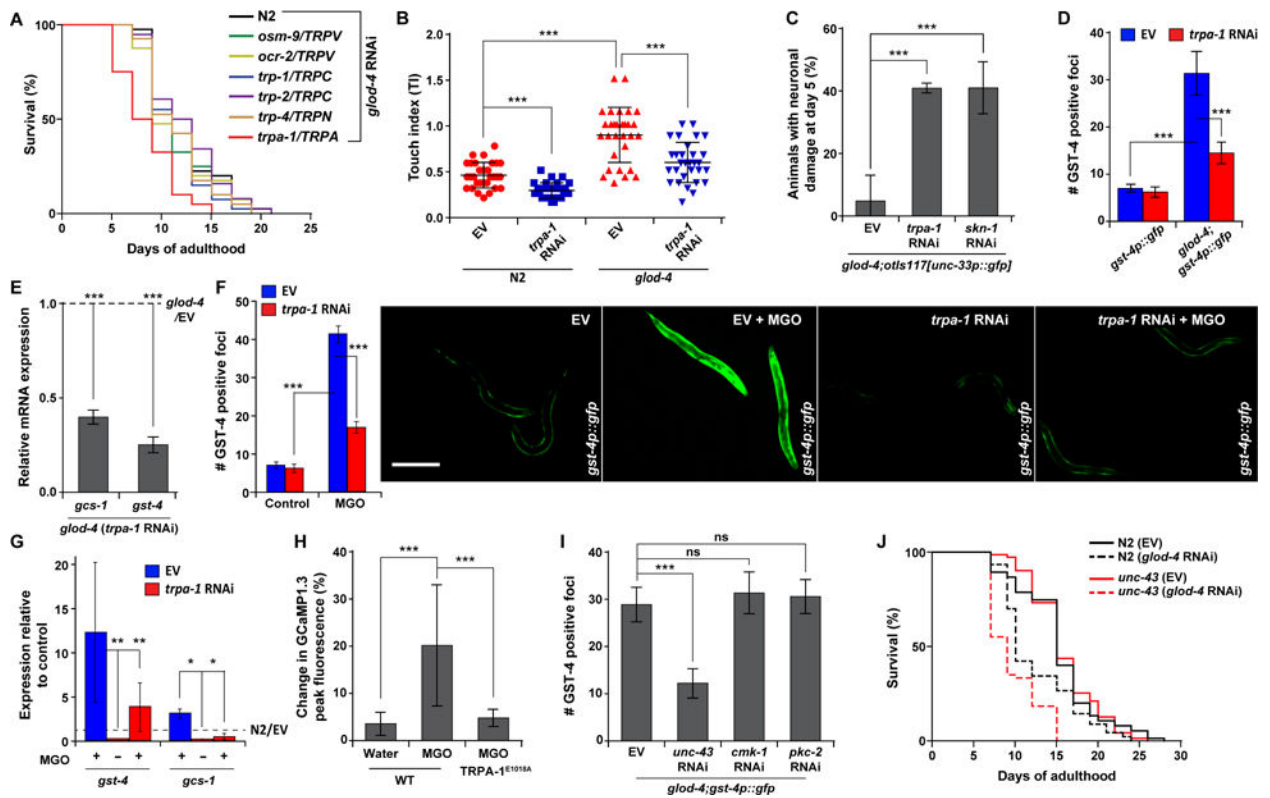 A
N2
osm-9/TRPV
ocr-2/TRPV
trp-1/TRPC
trp-2/TRPC
trp-4/TRPN
trpa-1/TRPA
glod-4 RNAi
Survival (%)
100
50
0
0 5 10 15 20 25
Days of adulthood
B
Touch index (TI)
2.0
1.5
1.0
0.5
0.0
***
***
***
EV
trpa-1 RNAi
EV
trpa-1 RNAi
N2
glod-4
C
Animals with neuronal damage at day 5 (%)
60
40
20
0
***
***
EV
trpa-1 RNAi
skn-1 RNAi
glod-4;otIs117[unc-33p::gfp]
D
EV
trpa-1 RNAi
# GST-4 positive foci
40
30
20
10
0
***
***
gst-4p::gfp
glod-4; gst-4p::gfp
E
Relative mRNA expression
1.0
0.5
0.0
***
***
glod-4
/EV
gcs-1 gst-4
glod-4 (trpa-1 RNAi)
F
EV
trpa-1 RNAi
# GST-4 positive foci
50
40
30
20
10
0
***
***
Control MGO
EV
gst-4p::gfp
EV + MGO
gst-4p::gfp
trpa-1 RNAi
gst-4p::gfp
trpa-1 RNAi + MGO
gst-4p::gfp
G
EV
trpa-1 RNAi
Expression relative to control
25
20
15
10
5
0
** **
* *
N2/EV
MGO + – + + – +
gst-4 gcs-1
H
Change in GCaMP1.3 peak fluorescence (%)
40
30
20
10
0
***
***
Water MGO MGO
WT
TRPA-1E1018A
I
# GST-4 positive foci
40
30
20
10
0
ns
ns
***
EV
unc-43 RNAi
cmk-1 RNAi
pkc-2 RNAi
glod-4;gst-4p::gfp
J
N2 (EV)
N2 (glod-4 RNAi)
unc-43 (EV)
unc-43 (glod-4 RNAi)
Survival (%)
100
50
0
0 5 10 15 20 25 30
Days of adulthood